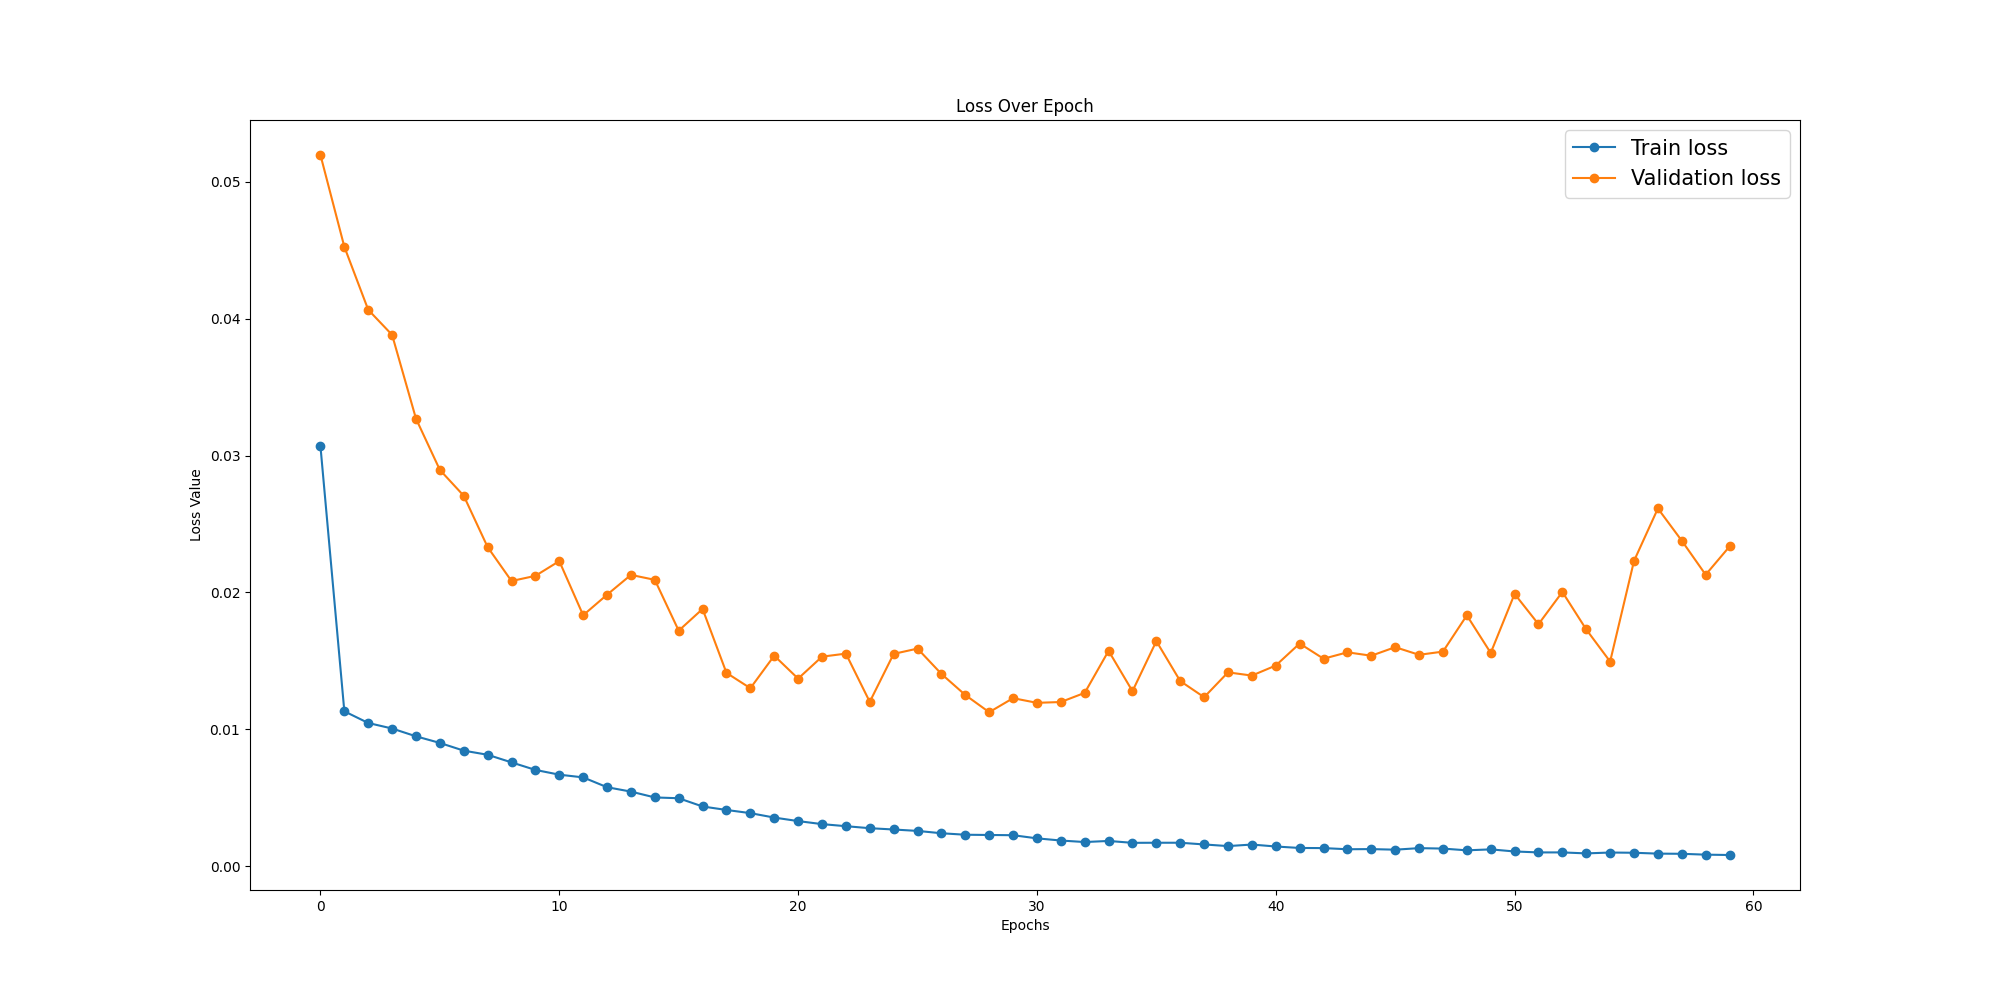 Loss Over Epoch
Train loss
Validation loss
0.05
0.04
0.03
0.02
0.01
0.00
Loss Value
0 10 20 30 40 50 60
Epochs